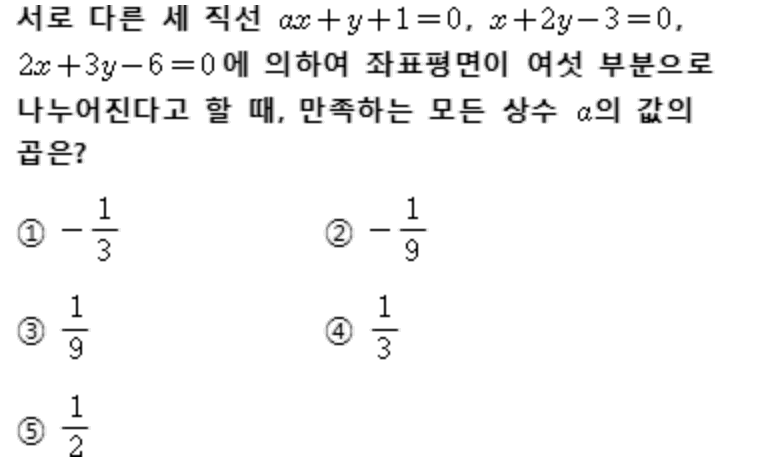 서로 다른 세 직선 ax+y+1=0, x+2y-3=0,
2x+3y-6=0에 의하여 좌표평면이 여섯 부분으로
나누어진다고 할 때, 만족하는 모든 상수 a의 값의
곱은?
① -1/3 ② -1/9
③ 1/9 ④ 1/3
⑤ 1/2